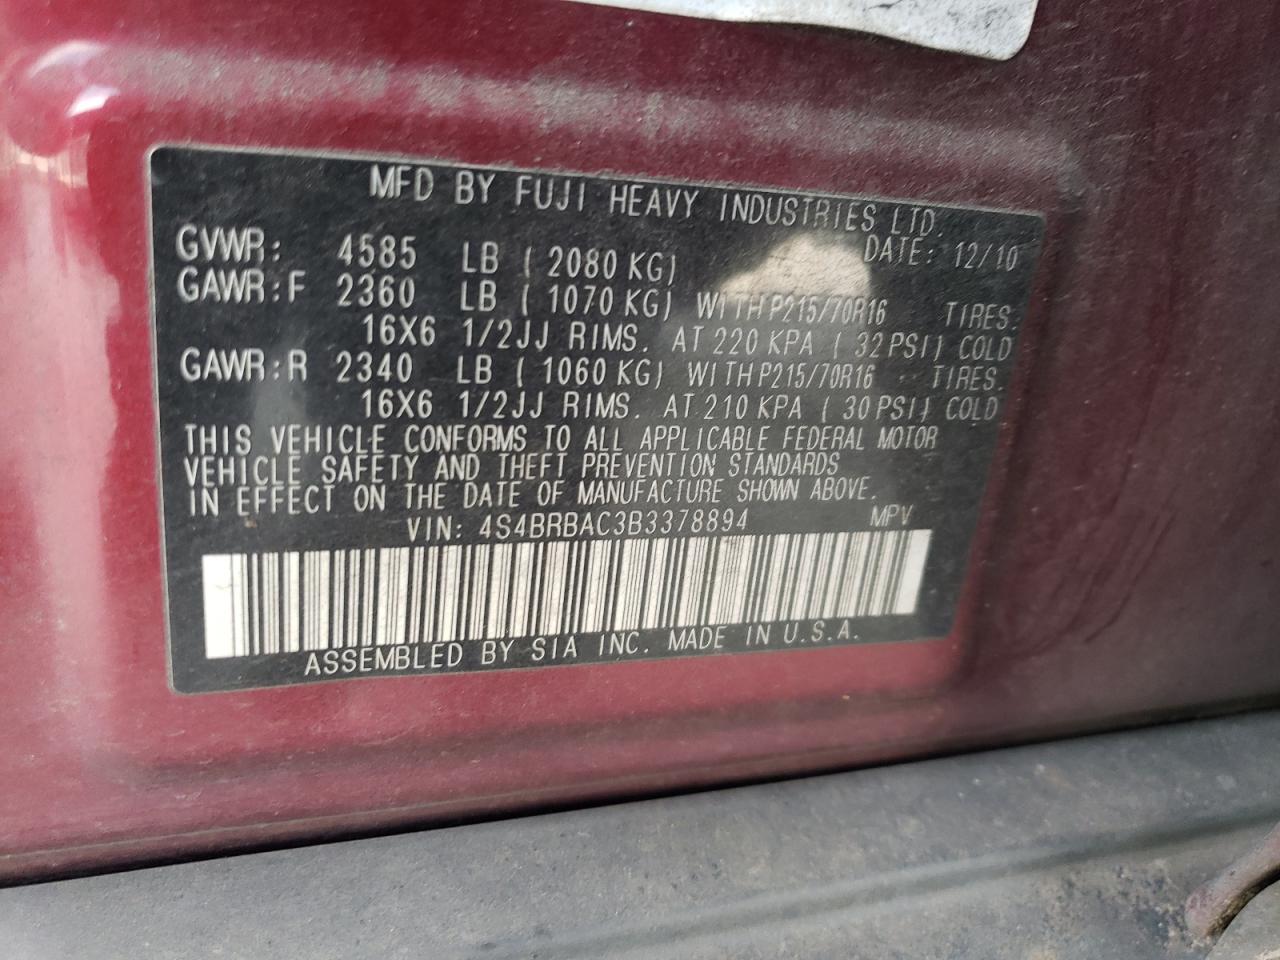 MFD BY FUJI HEAVY INDUSTRIES LTD.
DATE: 12/10
GVWR: 4585 LB ( 2080 KG)
GAWR:F 2360 LB ( 1070 KG) WITH P215/70R16 TIRES.
16X6 1/2JJ RIMS. AT 220 KPA ( 32 PSI) COLD
GAWR:R 2340 LB ( 1060 KG) WITH P215/70R16 TIRES.
16X6 1/2JJ RIMS. AT 210 KPA ( 30 PSI) COLD
THIS VEHICLE CONFORMS TO ALL APPLICABLE FEDERAL MOTOR
VEHICLE SAFETY AND THEFT PREVENTION STANDARDS
IN EFFECT ON THE DATE OF MANUFACTURE SHOWN ABOVE.
VIN: 4S4BRBAC3B3378894 MPV
ASSEMBLED BY SIA INC. MADE IN U.S.A.